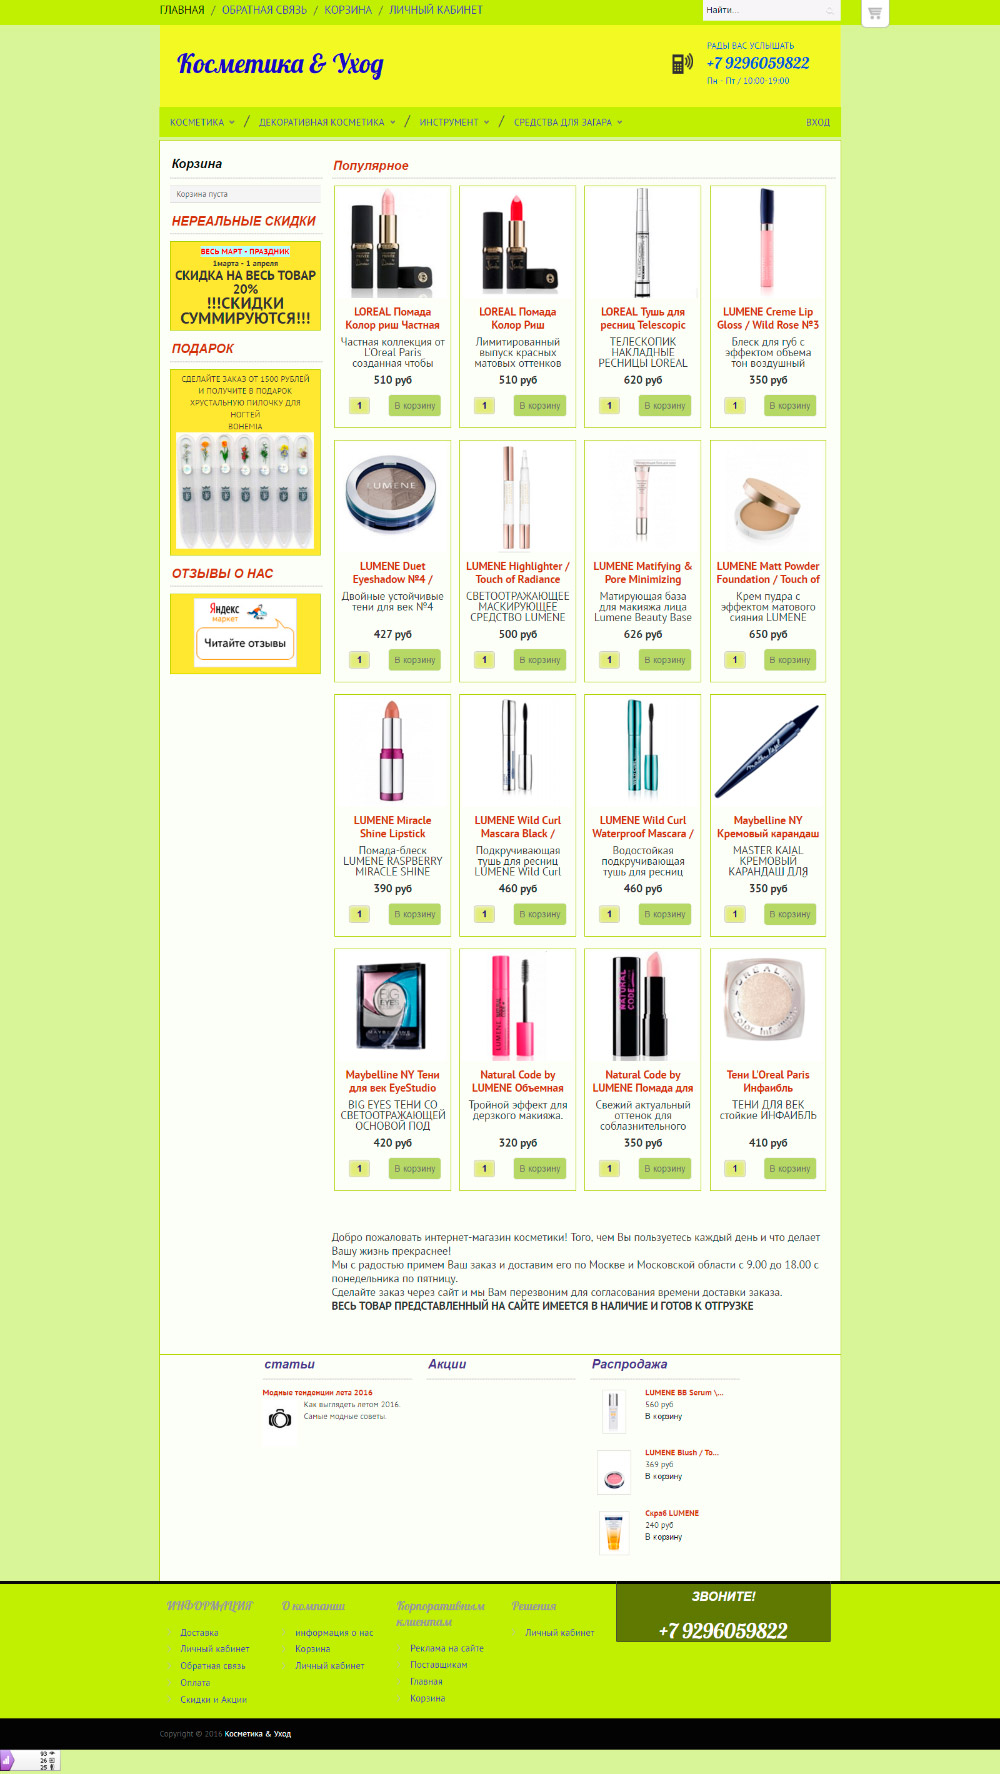 ГЛАВНАЯ / ОБРАТНАЯ СВЯЗЬ / КОРЗИНА / ЛИЧНЫЙ КАБИНЕТ
Найти...
Косметика & Уход
РАДЫ ВАС УСЛЫШАТЬ
+7 9296059822
Пн - Пт / 10:00-19:00
КОСМЕТИКА / ДЕКОРАТИВНАЯ КОСМЕТИКА / ИНСТРУМЕНТ / СРЕДСТВА ДЛЯ ЗАГАРА
ВХОД
Корзина
Корзина пуста
НЕРЕАЛЬНЫЕ СКИДКИ
ВЕСЬ МАРТ - ПРАЗДНИК
1марта - 1 апреля
СКИДКА НА ВЕСЬ ТОВАР
20%
!!!СКИДКИ
СУММИРУЮТСЯ!!!
ПОДАРОК
СДЕЛАЙТЕ ЗАКАЗ ОТ 1500 РУБЛЕЙ
И ПОЛУЧИТЕ В ПОДАРОК
ХРУСТАЛЬНУЮ ПИЛОЧКУ ДЛЯ
НОГТЕЙ
BOHEMIA
ОТЗЫВЫ О НАС
Яндекс
маркет
Читайте отзывы
Популярное
LOREAL Помада
Колор риш Частная
Частная коллекция от
L'Oreal Paris
созданная чтобы
510 руб
1 В корзину
LOREAL Помада
Колор Риш
Лимитированный
выпуск красных
матовых оттенков
510 руб
1 В корзину
LOREAL Тушь для
ресниц Telescopic
ТЕЛЕСКОПИК
НАКЛАДНЫЕ
РЕСНИЦЫ LOREAL
620 руб
1 В корзину
LUMENE Creme Lip
Gloss / Wild Rose №3
Блеск для губ с
эффектом объема
тон воздушный
350 руб
1 В корзину
LUMENE
LUMENE Duet
Eyeshadow №4 /
Двойные устойчивые
тени для век №4
427 руб
1 В корзину
LUMENE Highlighter /
Touch of Radiance
СВЕТООТРАЖАЮЩЕЕ
МАСКИРУЮЩЕЕ
СРЕДСТВО LUMENE
500 руб
1 В корзину
LUMENE Matifying &
Pore Minimizing
Матирующая база
для макияжа лица
Lumene Beauty Base
626 руб
1 В корзину
LUMENE Matt Powder
Foundation / Touch of
Крем пудра с
эффектом матового
сияния LUMENE
650 руб
1 В корзину
LUMENE Miracle
Shine Lipstick
Помада-блеск
LUMENE RASPBERRY
MIRACLE SHINE
390 руб
1 В корзину
LUMENE Wild Curl
Mascara Black /
Подкручивающая
тушь для ресниц
LUMENE Wild Curl
460 руб
1 В корзину
LUMENE Wild Curl
Waterproof Mascara /
Водостойкая
подкручивающая
тушь для ресниц
460 руб
1 В корзину
Maybelline NY
Кремовый карандаш
MASTER KAJAL
КРЕМОВЫЙ
КАРАНДАШ ДЛЯ
350 руб
1 В корзину
BIG
EYES
Maybelline NY Тени
для век EyeStudio
BIG EYES ТЕНИ СО
СВЕТООТРАЖАЮЩЕЙ
ОСНОВОЙ ПОД
420 руб
1 В корзину
Natural Code by
LUMENE Объемная
Тройной эффект для
дерзкого макияжа.
320 руб
1 В корзину
NATURAL CODE
Natural Code by
LUMENE Помада для
Свежий актуальный
оттенок для
соблазнительного
350 руб
1 В корзину
Тени L'Oreal Paris
Инфаибль
ТЕНИ ДЛЯ ВЕК
стойкие ИНФАИБЛЬ
410 руб
1 В корзину
Добро пожаловать интернет-магазин косметики! Того, чем Вы пользуетесь каждый день и что делает
Вашу жизнь прекраснее!
Мы с радостью примем Ваш заказ и доставим его по Москве и Московской области с 9.00 до 18.00 с
понедельника по пятницу.
Сделайте заказ через сайт и мы Вам перезвоним для согласования времени доставки заказа.
ВЕСЬ ТОВАР ПРЕДСТАВЛЕННЫЙ НА САЙТЕ ИМЕЕТСЯ В НАЛИЧИЕ И ГОТОВ К ОТГРУЗКЕ
статьи
Модные тенденции лета 2016
Как выглядеть летом 2016.
Самые модные советы.
Акции
Распродажа
LUMENE BB Serum \...
560 руб
В корзину
LUMENE Blush / To...
369 руб
В корзину
Скраб LUMENE
240 руб
В корзину
ИНФОРМАЦИЯ
Доставка
Личный кабинет
Обратная связь
Оплата
Скидки и Акции
О компании
информация о нас
Корзина
Личный кабинет
Корпоративным
клиентам
Реклама на сайте
Поставщикам
Главная
Корзина
Решения
Личный кабинет
ЗВОНИТЕ!
+7 9296059822
Copyright © 2016 Косметика & Уход
93
26
25